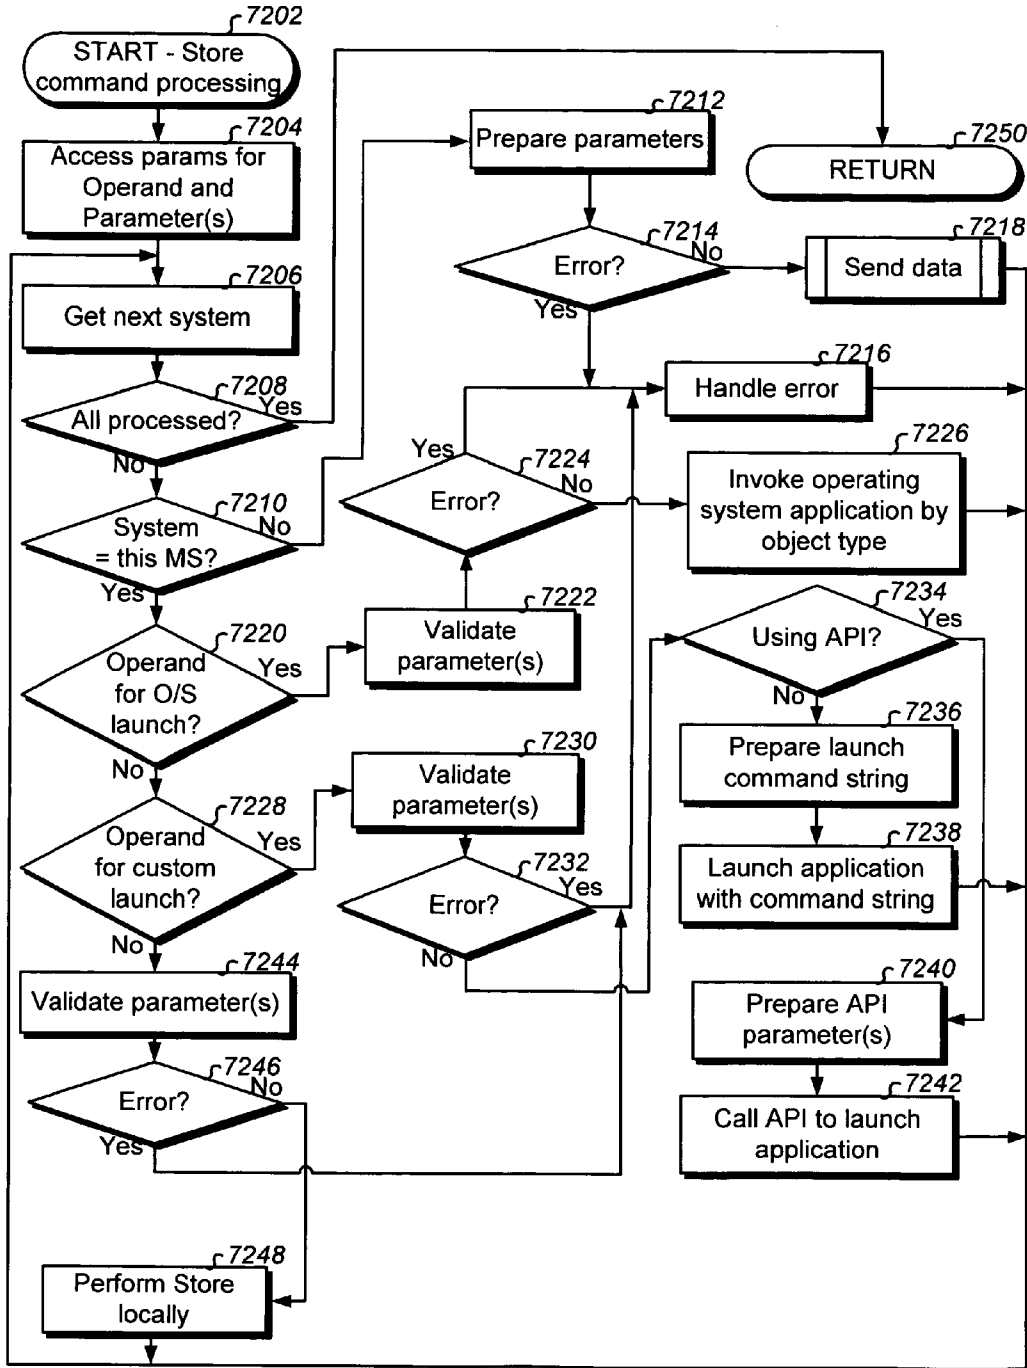 7202
START - Store
command processing
7204
Access params for
Operand and
Parameter(s)
7206
Get next system
7208
All processed?
Yes
No
7210
System
= this MS?
No
Yes
7212
Prepare parameters
7214
Error?
No
Yes
7250
RETURN
7218
Send data
7216
Handle error
7220
Operand
for O/S
launch?
Yes
No
7222
Validate
parameter(s)
7224
Error?
Yes
No
7226
Invoke operating
system application by
object type
7228
Operand
for custom
launch?
Yes
No
7230
Validate
parameter(s)
7232
Error?
Yes
No
7234
Using API?
Yes
No
7236
Prepare launch
command string
7238
Launch application
with command string
7240
Prepare API
parameter(s)
7242
Call API to launch
application
7244
Validate parameter(s)
7246
Error?
No
Yes
7248
Perform Store
locally